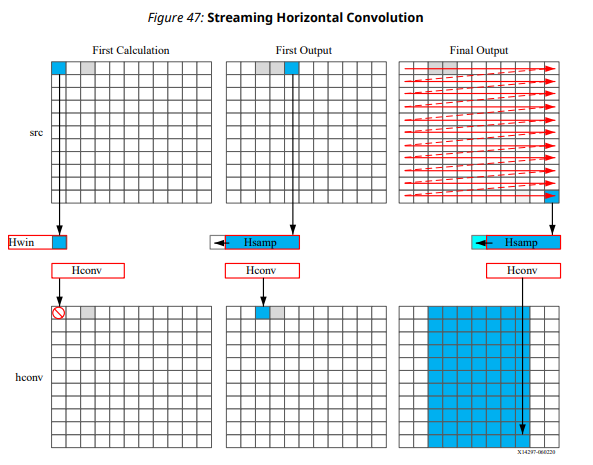 Figure 47: Streaming Horizontal Convolution
First Calculation
First Output
Final Output
src
Hwin
Hsamp
Hsamp
Hconv
Hconv
Hconv
hconv
X14297-060220